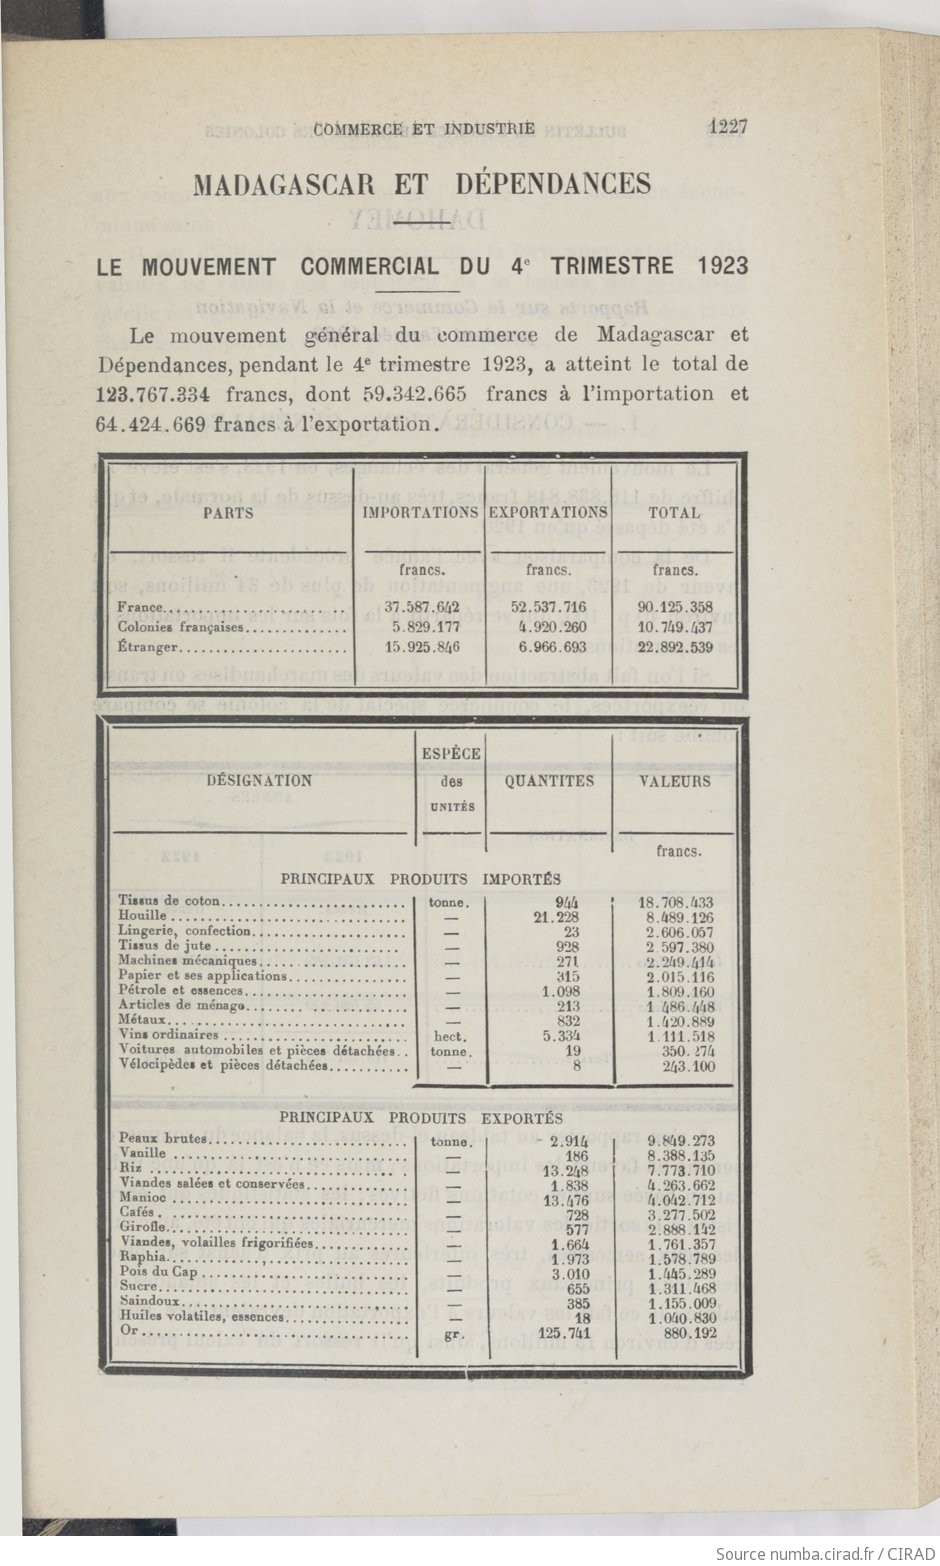 COMMERCE ET INDUSTRIE 1227
MADAGASCAR ET DÉPENDANCES
LE MOUVEMENT COMMERCIAL DU 4e TRIMESTRE 1923
Le mouvement général du commerce de Madagascar et
Dépendances, pendant le 4e trimestre 1923, a atteint le total de
123.767.334 francs, dont 59.342.665 francs à l'importation et
64.424.669 francs à l'exportation.
PARTS IMPORTATIONS EXPORTATIONS TOTAL
francs. francs. francs.
France 37.587.642 52.537.716 90.125.358
Colonies françaises 5.829.177 4.920.260 10.749.437
Étranger 15.925.846 6.966.693 22.892.539
DÉSIGNATION ESPÈCE des UNITÉS QUANTITES VALEURS
francs.
PRINCIPAUX PRODUITS IMPORTÉS
Tissus de coton tonne. 944 18.708.433
Houille — 21.228 8.489.126
Lingerie, confection — 23 2.606.057
Tissus de jute — 928 2 597.380
Machines mécaniques — 271 2.249.414
Papier et ses applications — 315 2.015.116
Pétrole et essences — 1.098 1.809.160
Articles de ménage — 213 1 486.448
Métaux — 832 1.420.889
Vins ordinaires hect. 5.334 1.111.518
Voitures automobiles et pièces détachées tonne. 19 350.274
Vélocipèdes et pièces détachées — 8 243.100
PRINCIPAUX PRODUITS EXPORTÉS
Peaux brutes tonne. 2.914 9.849.273
Vanille — 186 8.388.135
Riz — 13.248 7.773.710
Viandes salées et conservées — 1.838 4.263.662
Manioc — 13.476 4.042.712
Cafés — 728 3.277.502
Girofle — 577 2.888.142
Viandes, volailles frigorifiées — 1.664 1.761.357
Raphia — 1.973 1.578.789
Pois du Cap — 3.010 1.445.289
Sucre — 655 1.311.468
Saindoux — 385 1.155.009
Huiles volatiles, essences — 18 1.040.830
Or gr. 125.741 880.192
Source numba.cirad.fr / CIRAD